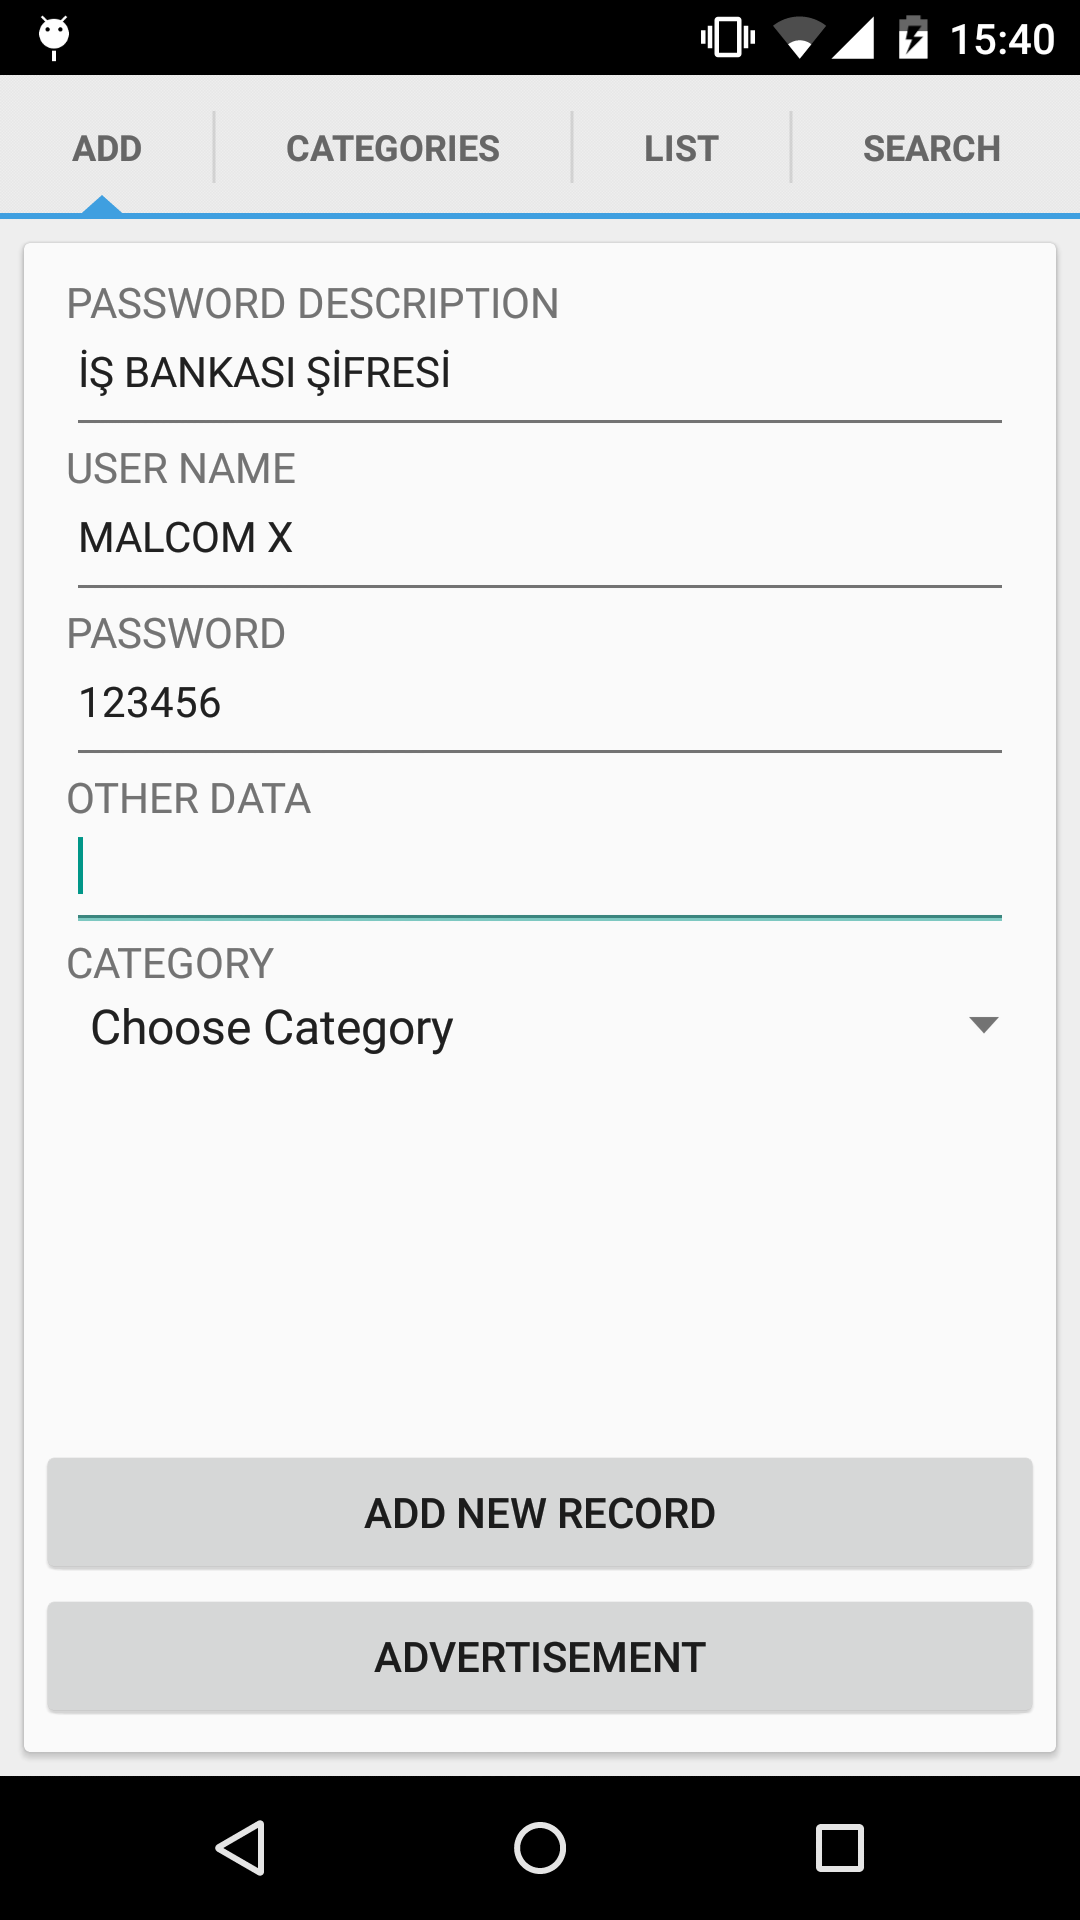 15:40
ADD CATEGORIES LIST SEARCH
PASSWORD DESCRIPTION
İŞ BANKASI ŞİFRESİ
USER NAME
MALCOM X
PASSWORD
123456
OTHER DATA
CATEGORY
Choose Category
ADD NEW RECORD
ADVERTISEMENT